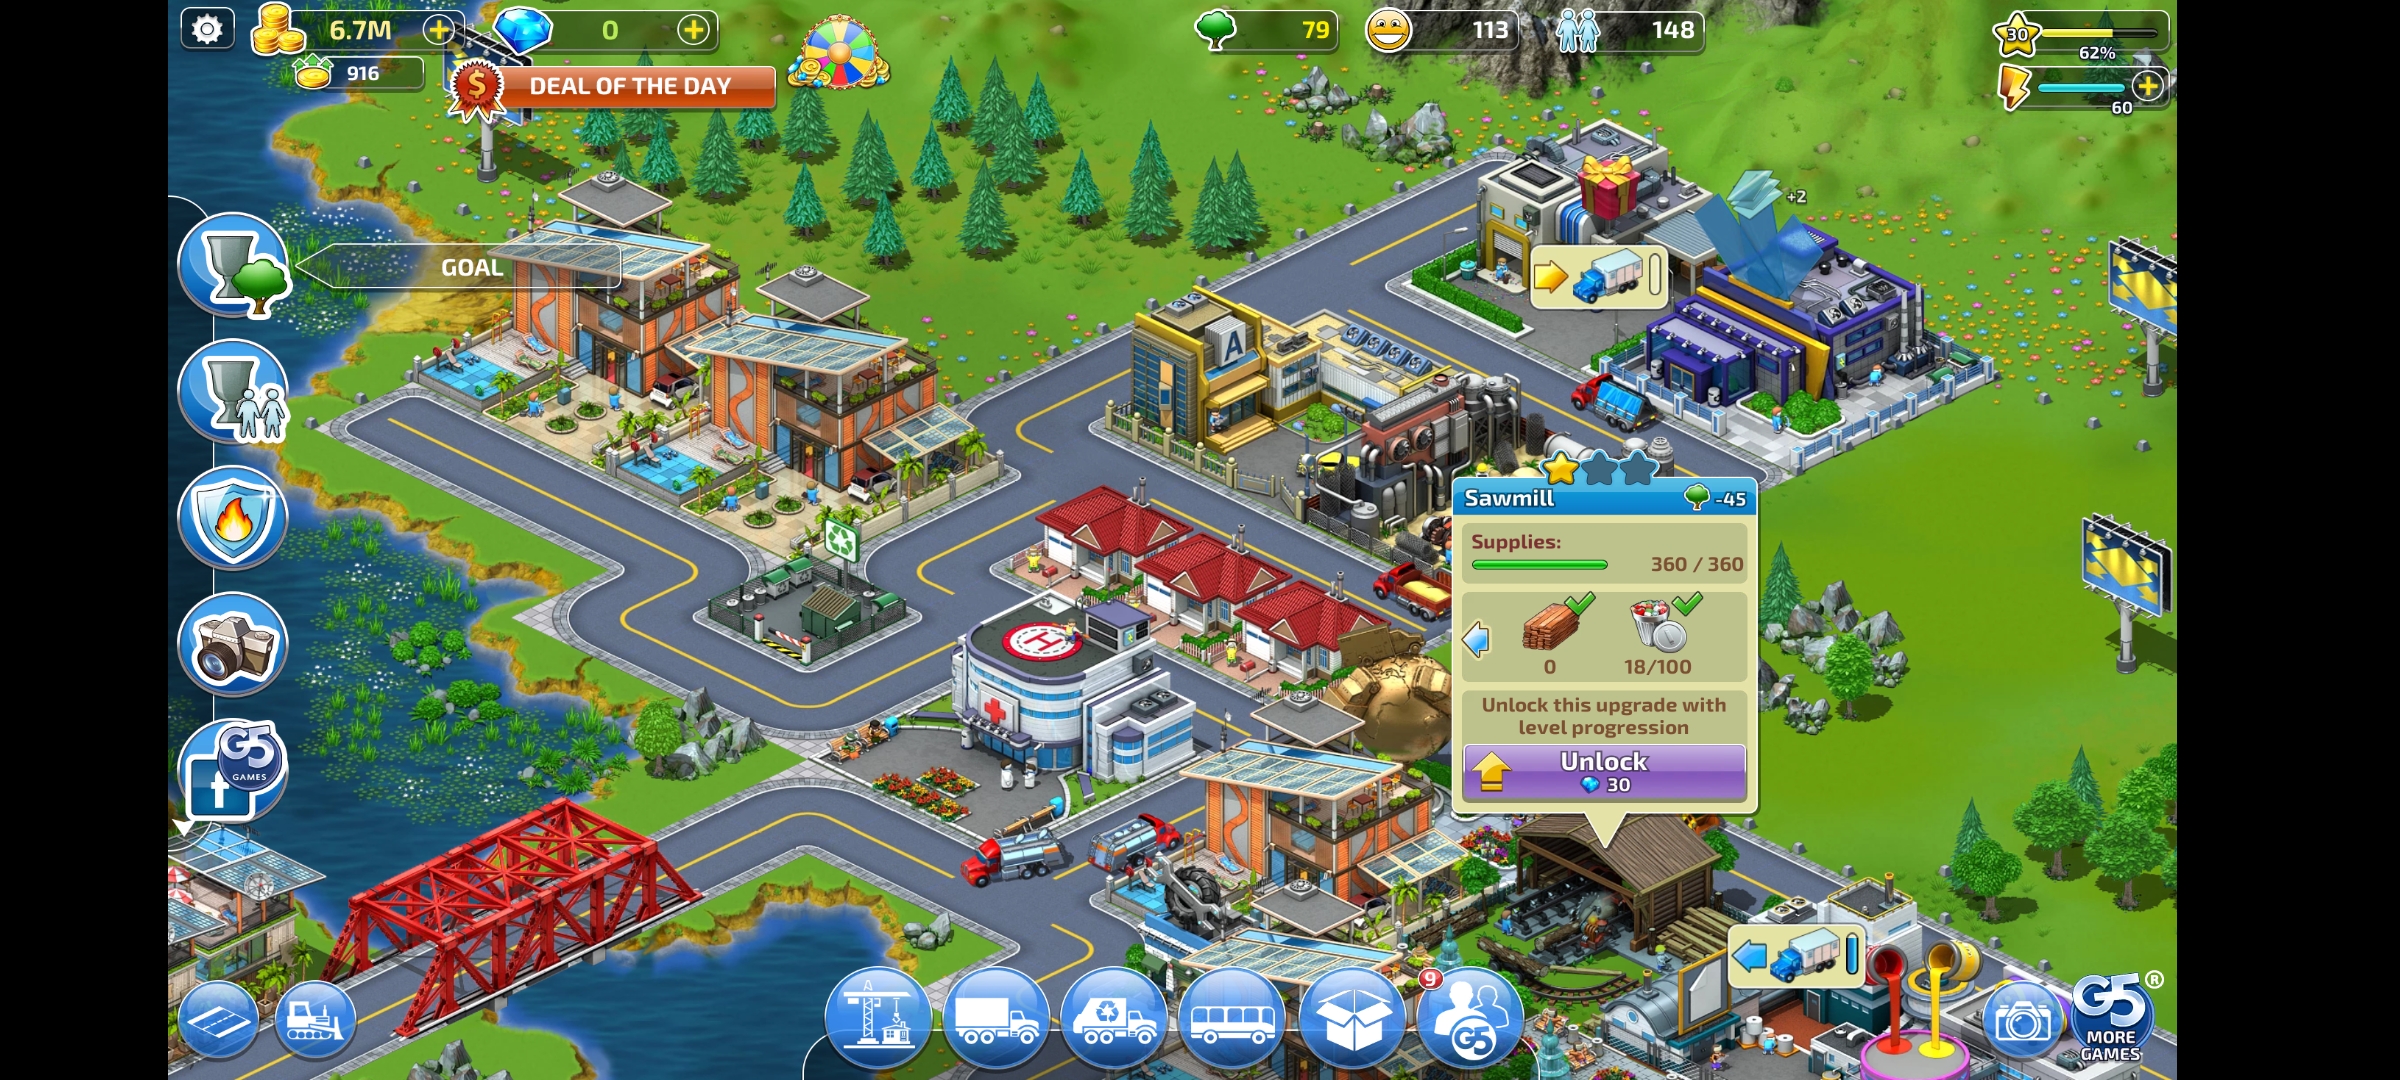 6.7M
0
79
113
148
30
62%
916
DEAL OF THE DAY
60
+2
GOAL
A
Sawmill
-45
Supplies:
360 / 360
0
18/100
Unlock this upgrade with
level progression
Unlock
30
H
G5
GAMES
f
A
9
G5
G5®
MORE
GAMES